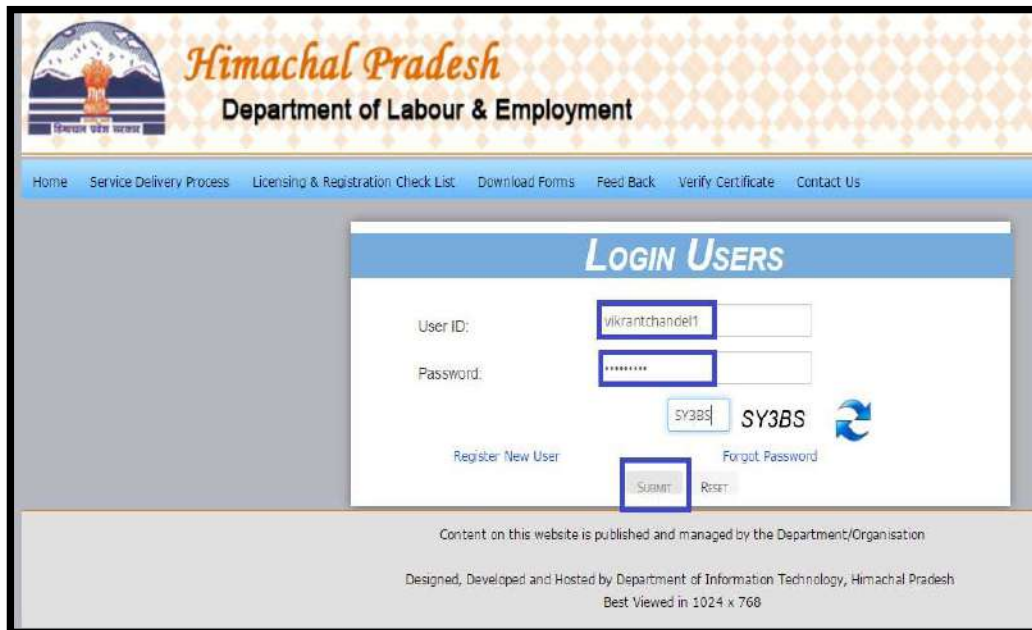 Himachal Pradesh
Department of Labour & Employment
हिमाचल प्रदेश सरकार
Home Service Delivery Process Licensing & Registration Check List Download Forms Feed Back Verify Certificate Contact Us
LOGIN USERS
User ID: vikrantchandel1
Password: •••••••••
SY3BS SY3BS
Register New User Forgot Password
SUBMIT RESET
Content on this website is published and managed by the Department/Organisation
Designed, Developed and Hosted by Department of Information Technology, Himachal Pradesh
Best Viewed in 1024 x 768